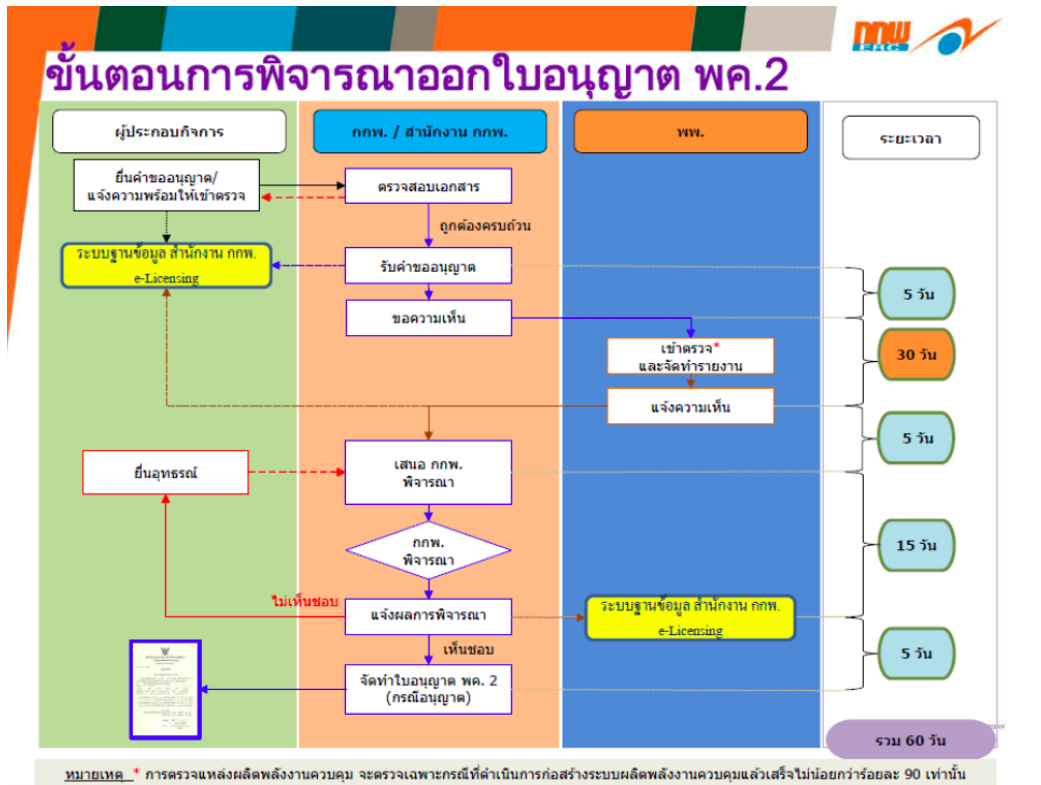 กกพ
ERC
ขั้นตอนการพิจารณาออกใบอนุญาต พค.2
ผู้ประกอบกิจการ
กกพ. / สำนักงาน กกพ.
พพ.
ระยะเวลา
ยื่นคำขออนุญาต/
แจ้งความพร้อมให้เข้าตรวจ
ตรวจสอบเอกสาร
ถูกต้องครบถ้วน
ระบบฐานข้อมูล สำนักงาน กกพ.
e-Licensing
รับคำขออนุญาต
5 วัน
ขอความเห็น
เข้าตรวจ*
และจัดทำรายงาน
30 วัน
แจ้งความเห็น
5 วัน
ยื่นอุทธรณ์
เสนอ กกพ.
พิจารณา
กกพ.
พิจารณา
15 วัน
ไม่เห็นชอบ
แจ้งผลการพิจารณา
ระบบฐานข้อมูล สำนักงาน กกพ.
e-Licensing
เห็นชอบ
5 วัน
จัดทำใบอนุญาต พค. 2
(กรณีอนุญาต)
รวม 60 วัน
หมายเหตุ * การตรวจแหล่งผลิตพลังงานควบคุม จะตรวจเฉพาะกรณีที่ดำเนินการก่อสร้างระบบผลิตพลังงานควบคุมแล้วเสร็จไม่น้อยกว่าร้อยละ 90 เท่านั้น